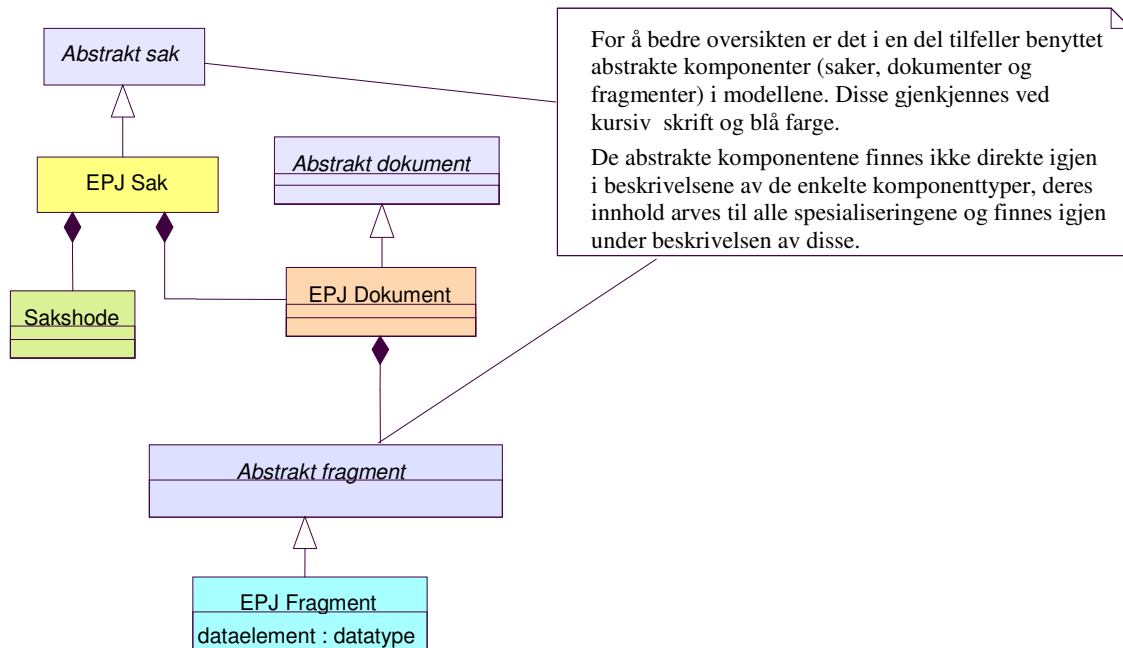 Abstrakt sak
For å bedre oversikten er det i en del tilfeller benyttet
abstrakte komponenter (saker, dokumenter og
fragmenter) i modellene. Disse gjenkjennes ved
kursiv  skrift og blå farge.
De abstrakte komponentene finnes ikke direkte igjen
i beskrivelsene av de enkelte komponenttyper, deres
innhold arves til alle spesialiseringene og finnes igjen
under beskrivelsen av disse.
Abstrakt dokument
EPJ Sak
EPJ Dokument
Sakshode
Abstrakt fragment
EPJ Fragment
dataelement : datatype